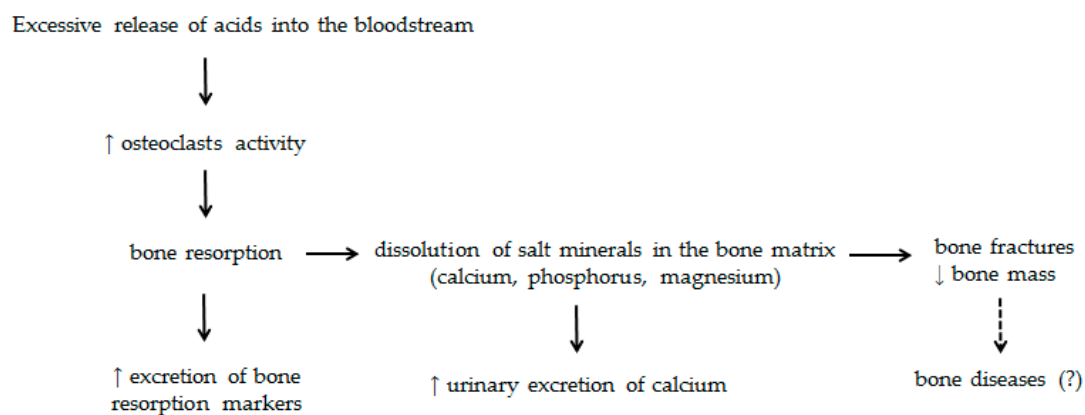 Excessive release of acids into the bloodstream
↑ osteoclasts activity
bone resorption
dissolution of salt minerals in the bone matrix
(calcium, phosphorus, magnesium)
bone fractures
↓ bone mass
↑ excretion of bone
resorption markers
↑ urinary excretion of calcium
bone diseases (?)